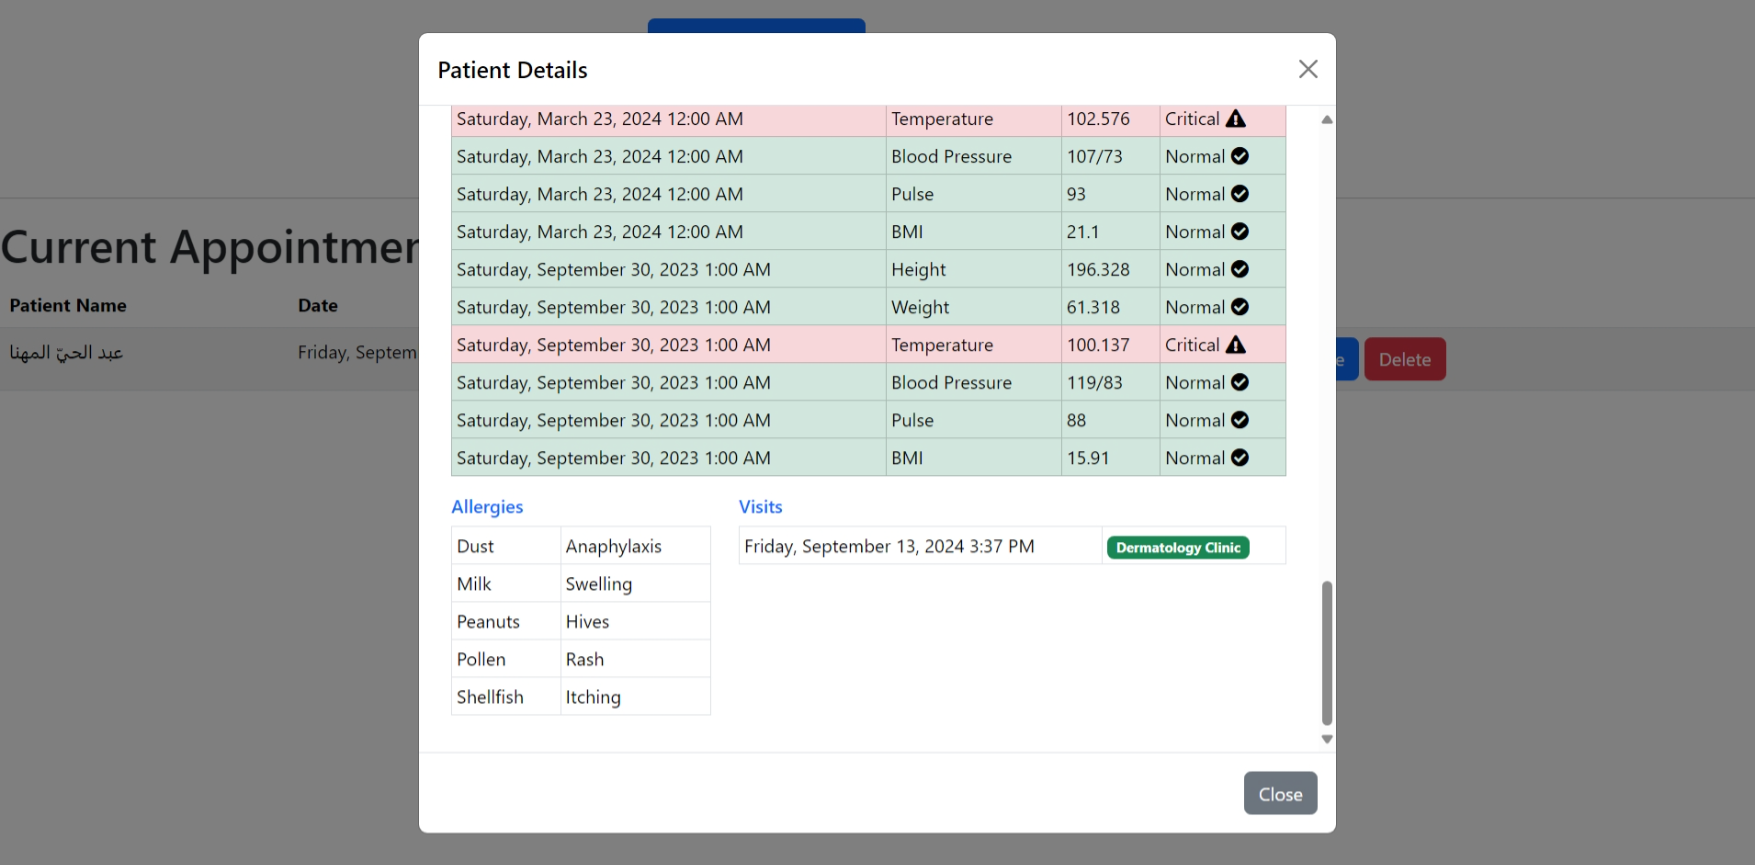 Patient Details
Saturday, March 23, 2024 12:00 AM Temperature 102.576 Critical
Saturday, March 23, 2024 12:00 AM Blood Pressure 107/73 Normal
Saturday, March 23, 2024 12:00 AM Pulse 93 Normal
Saturday, March 23, 2024 12:00 AM BMI 21.1 Normal
Saturday, September 30, 2023 1:00 AM Height 196.328 Normal
Saturday, September 30, 2023 1:00 AM Weight 61.318 Normal
Saturday, September 30, 2023 1:00 AM Temperature 100.137 Critical
Saturday, September 30, 2023 1:00 AM Blood Pressure 119/83 Normal
Saturday, September 30, 2023 1:00 AM Pulse 88 Normal
Saturday, September 30, 2023 1:00 AM BMI 15.91 Normal
Allergies
Dust Anaphylaxis
Milk Swelling
Peanuts Hives
Pollen Rash
Shellfish Itching
Visits
Friday, September 13, 2024 3:37 PM Dermatology Clinic
Close
Current Appointmen
Patient Name Date
عبد الحيّ المهنا Friday, Septem
e Delete